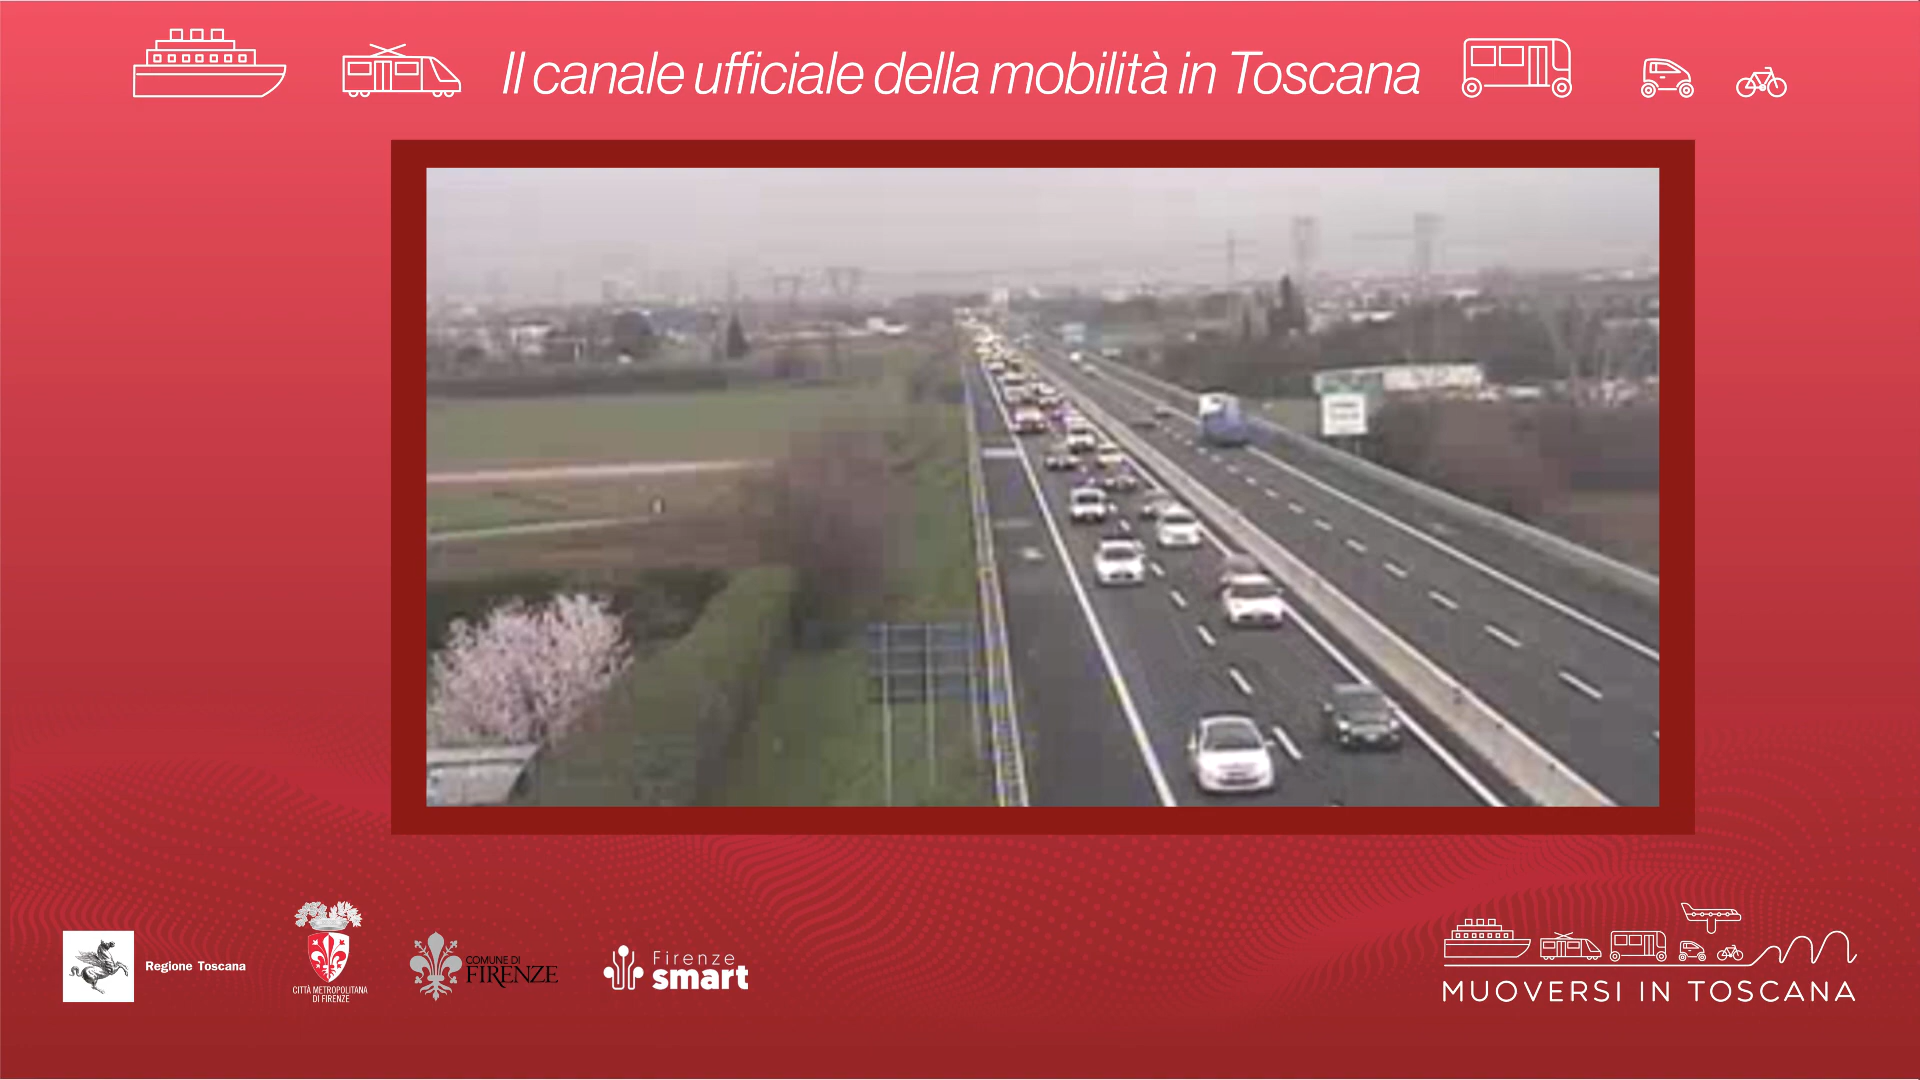 Il canale ufficiale della mobilità in Toscana
Regione Toscana
CITTÀ METROPOLITANA
DI FIRENZE
COMUNE DI
FIRENZE
Firenze
smart
MUOVERSI IN TOSCANA